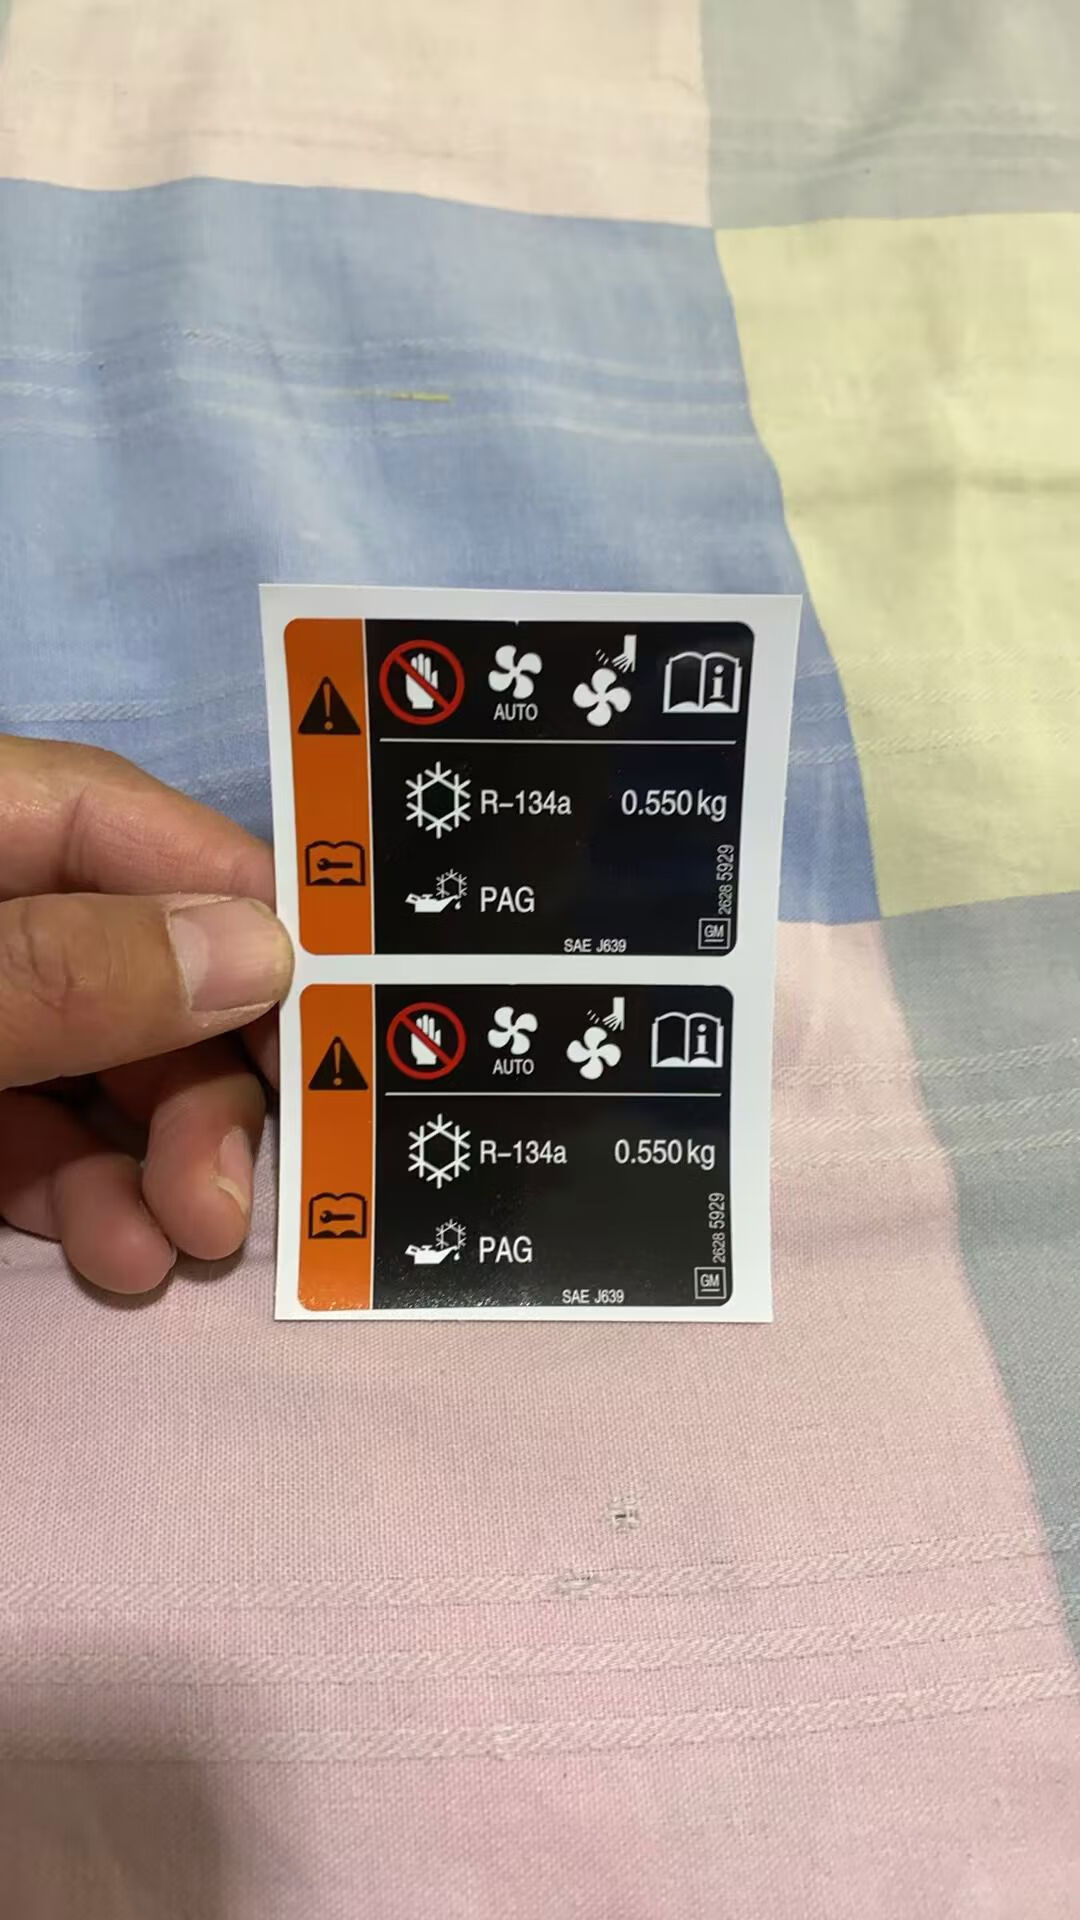 AUTO
R-134a 0.550 kg
PAG
2628 5929
SAE J639
GM
AUTO
R-134a 0.550 kg
PAG
2628 5929
SAE J639
GM